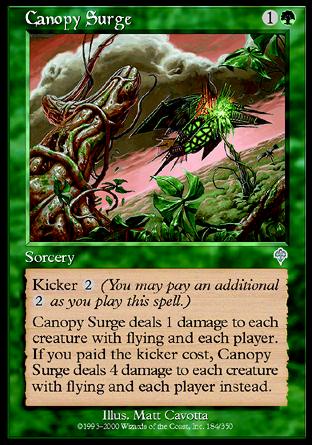 Canopy Surge 1
Sorcery
Kicker 2 (You may pay an additional
2 as you play this spell.)
Canopy Surge deals 1 damage to each
creature with flying and each player.
If you paid the kicker cost, Canopy
Surge deals 4 damage to each creature
with flying and each player instead.
Illus. Matt Cavotta
©1993–2000 Wizards of the Coast, Inc. 184/350